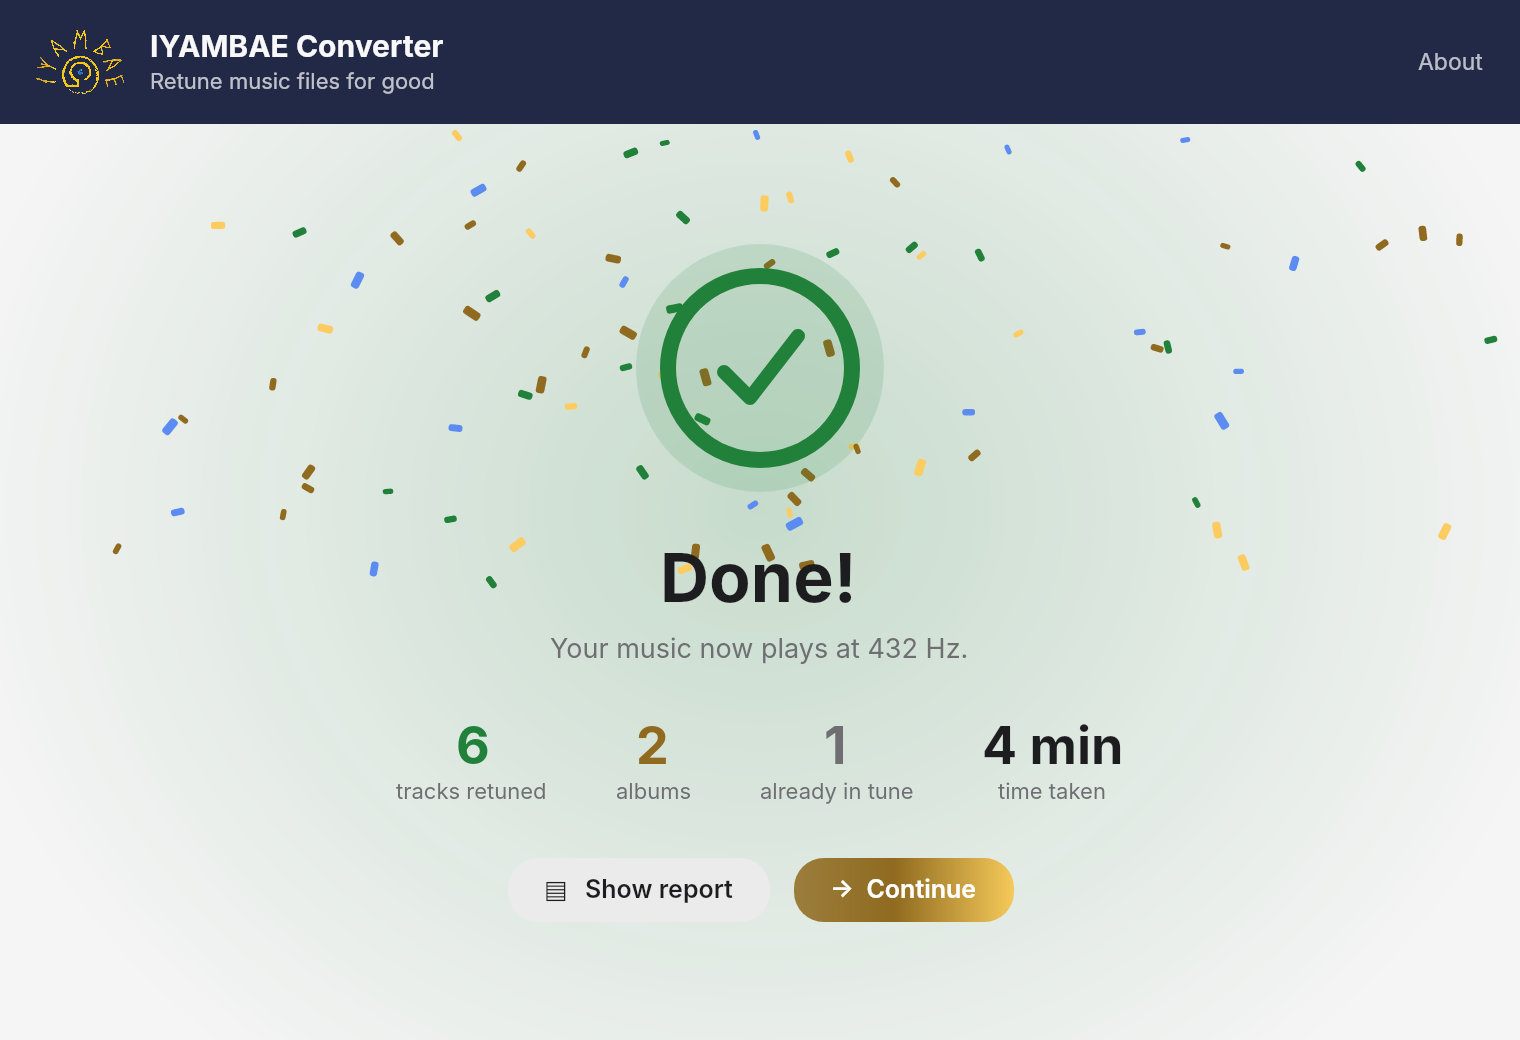 IYAMBAE
IYAMBAE Converter
Retune music files for good
About
Done!
Your music now plays at 432 Hz.
6
tracks retuned
2
albums
1
already in tune
4 min
time taken
Show report
Continue